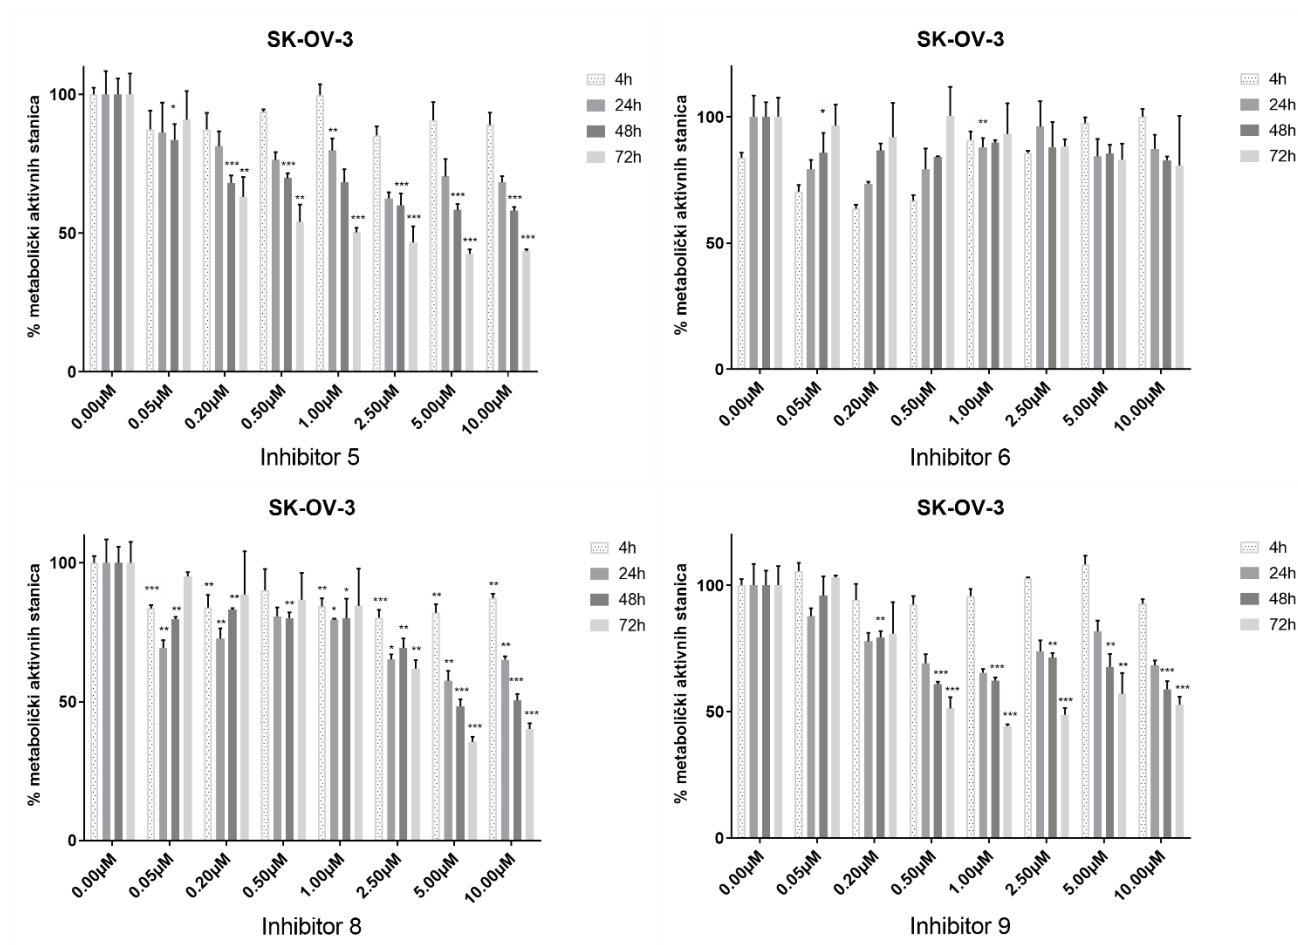 SK-OV-3
% metabolički aktivnih stanica
100
50
0
4h
24h
48h
72h
*
***
**
***
**
**
***
***
***
***
***
***
***
0.00µM
0.05µM
0.20µM
0.50µM
1.00µM
2.50µM
5.00µM
10.00µM
Inhibitor 5
SK-OV-3
% metabolički aktivnih stanica
100
50
0
4h
24h
48h
72h
*
**
0.00µM
0.05µM
0.20µM
0.50µM
1.00µM
2.50µM
5.00µM
10.00µM
Inhibitor 6
SK-OV-3
% metabolički aktivnih stanica
100
50
0
4h
24h
48h
72h
***
**
**
**
**
**
**
**
*
*
***
*
**
**
**
**
***
***
**
**
***
***
0.00µM
0.05µM
0.20µM
0.50µM
1.00µM
2.50µM
5.00µM
10.00µM
Inhibitor 8
SK-OV-3
% metabolički aktivnih stanica
100
50
0
4h
24h
48h
72h
**
***
***
***
***
**
***
**
**
***
***
0.00µM
0.05µM
0.20µM
0.50µM
1.00µM
2.50µM
5.00µM
10.00µM
Inhibitor 9